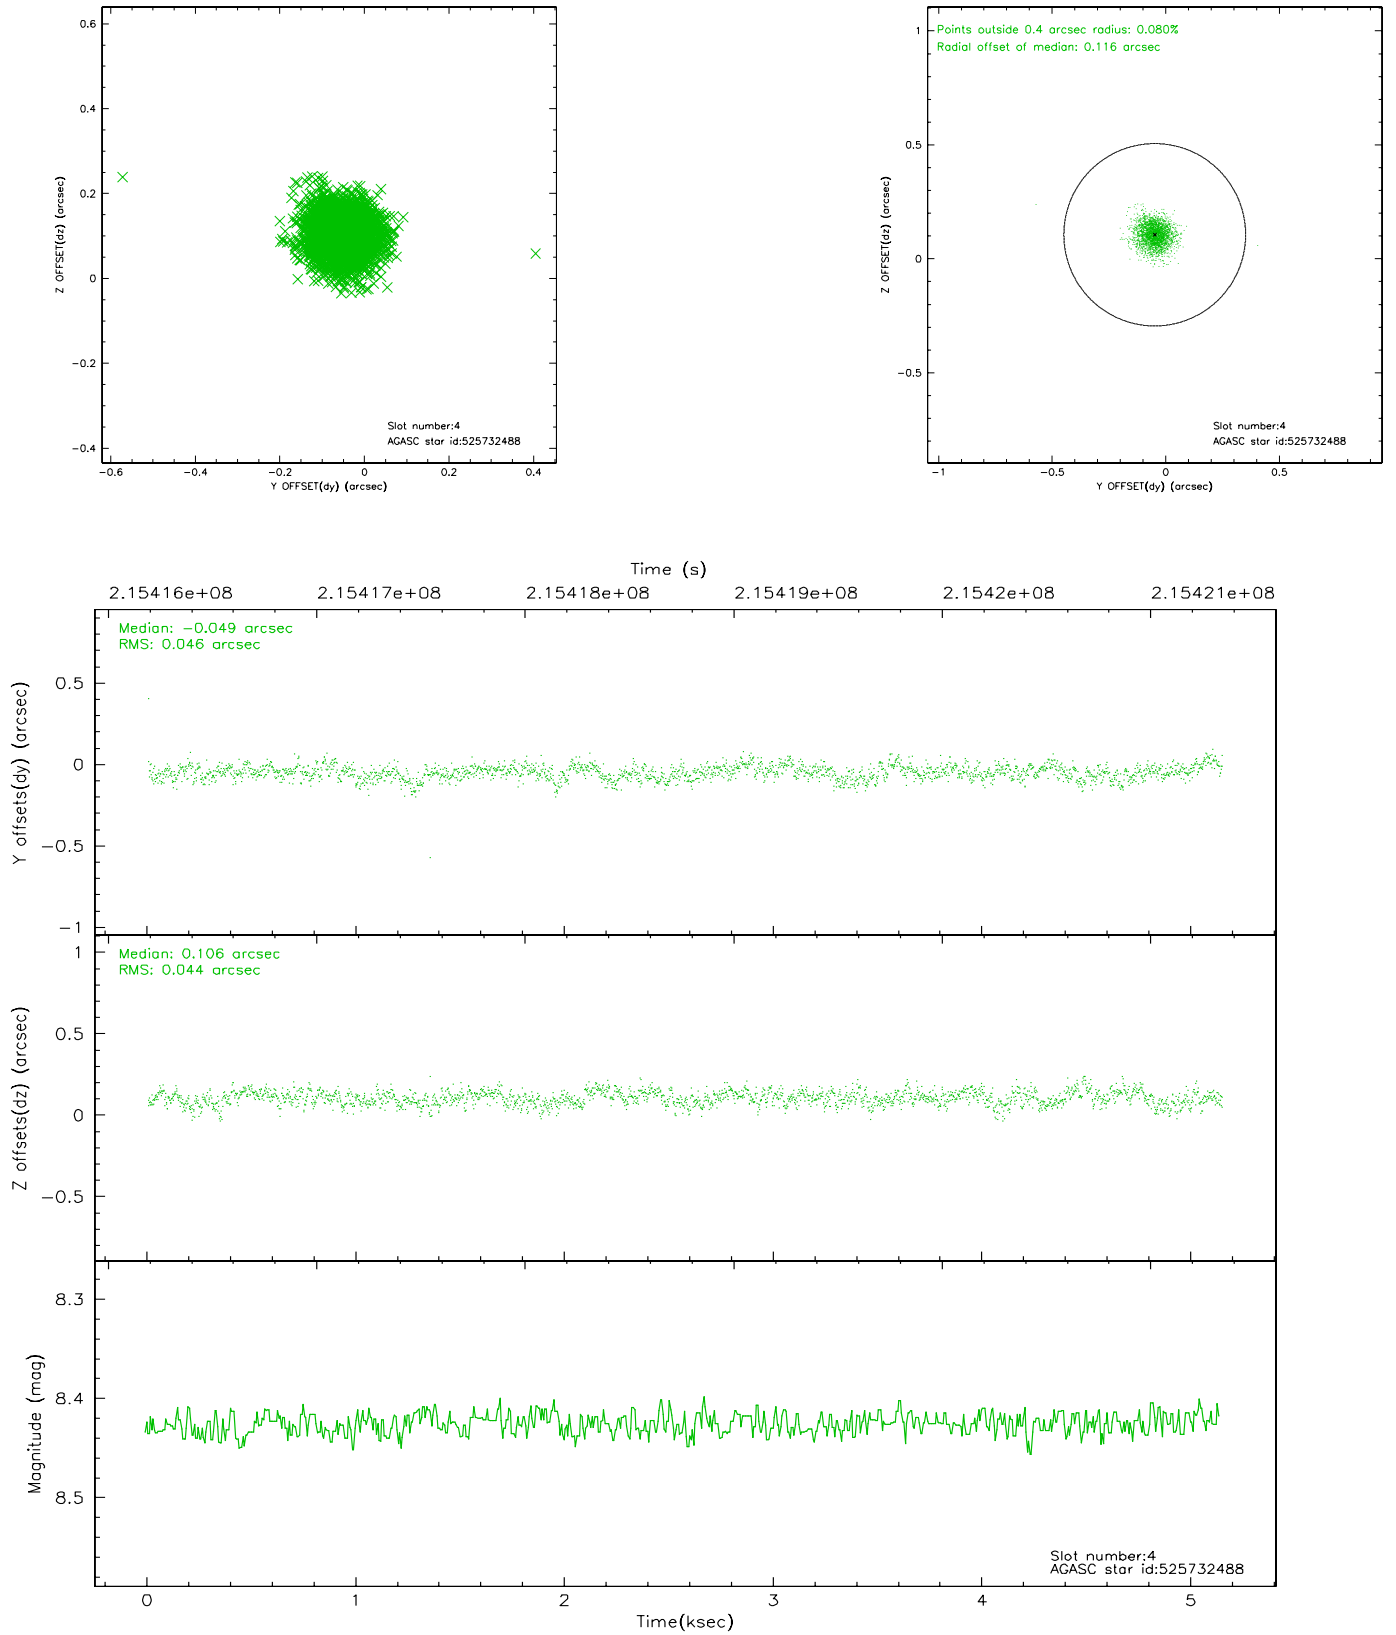 0.6
0.4
0.2
0
−0.2
−0.4
Z OFFSET(dz) (arcsec)
Slot number:4
AGASC star id:525732488
−0.6 −0.4 −0.2 0 0.2 0.4
Y OFFSET(dy) (arcsec)
Points outside 0.4 arcsec radius: 0.080%
Radial offset of median: 0.116 arcsec
1
0.5
0
−0.5
Z OFFSET(dz) (arcsec)
Slot number:4
AGASC star id:525732488
−1 −0.5 0 0.5
Y OFFSET(dy) (arcsec)
Time (s)
2.15416e+08 2.15417e+08 2.15418e+08 2.15419e+08 2.1542e+08 2.15421e+08
Median: −0.049 arcsec
RMS: 0.046 arcsec
0.5
0
−0.5
−1
Y offsets(dy) (arcsec)
Median: 0.106 arcsec
RMS: 0.044 arcsec
1
0.5
0
−0.5
Z offsets(dz) (arcsec)
8.3
8.4
8.5
Magnitude (mag)
Slot number:4
AGASC star id:525732488
0 1 2 3 4 5
Time(ksec)